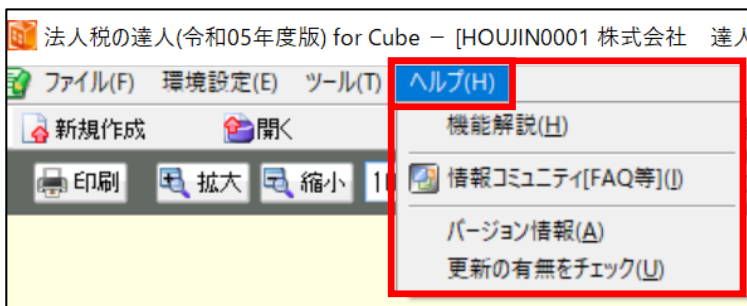 法人税の達人(令和05年度版) for Cube － [HOUJIN0001 株式会社　達人
ファイル(F) 環境設定(E) ツール(T) ヘルプ(H)
新規作成 開く
印刷 拡大 縮小
機能解説(H)
情報コミュニティ[FAQ等](I)
バージョン情報(A)
更新の有無をチェック(U)